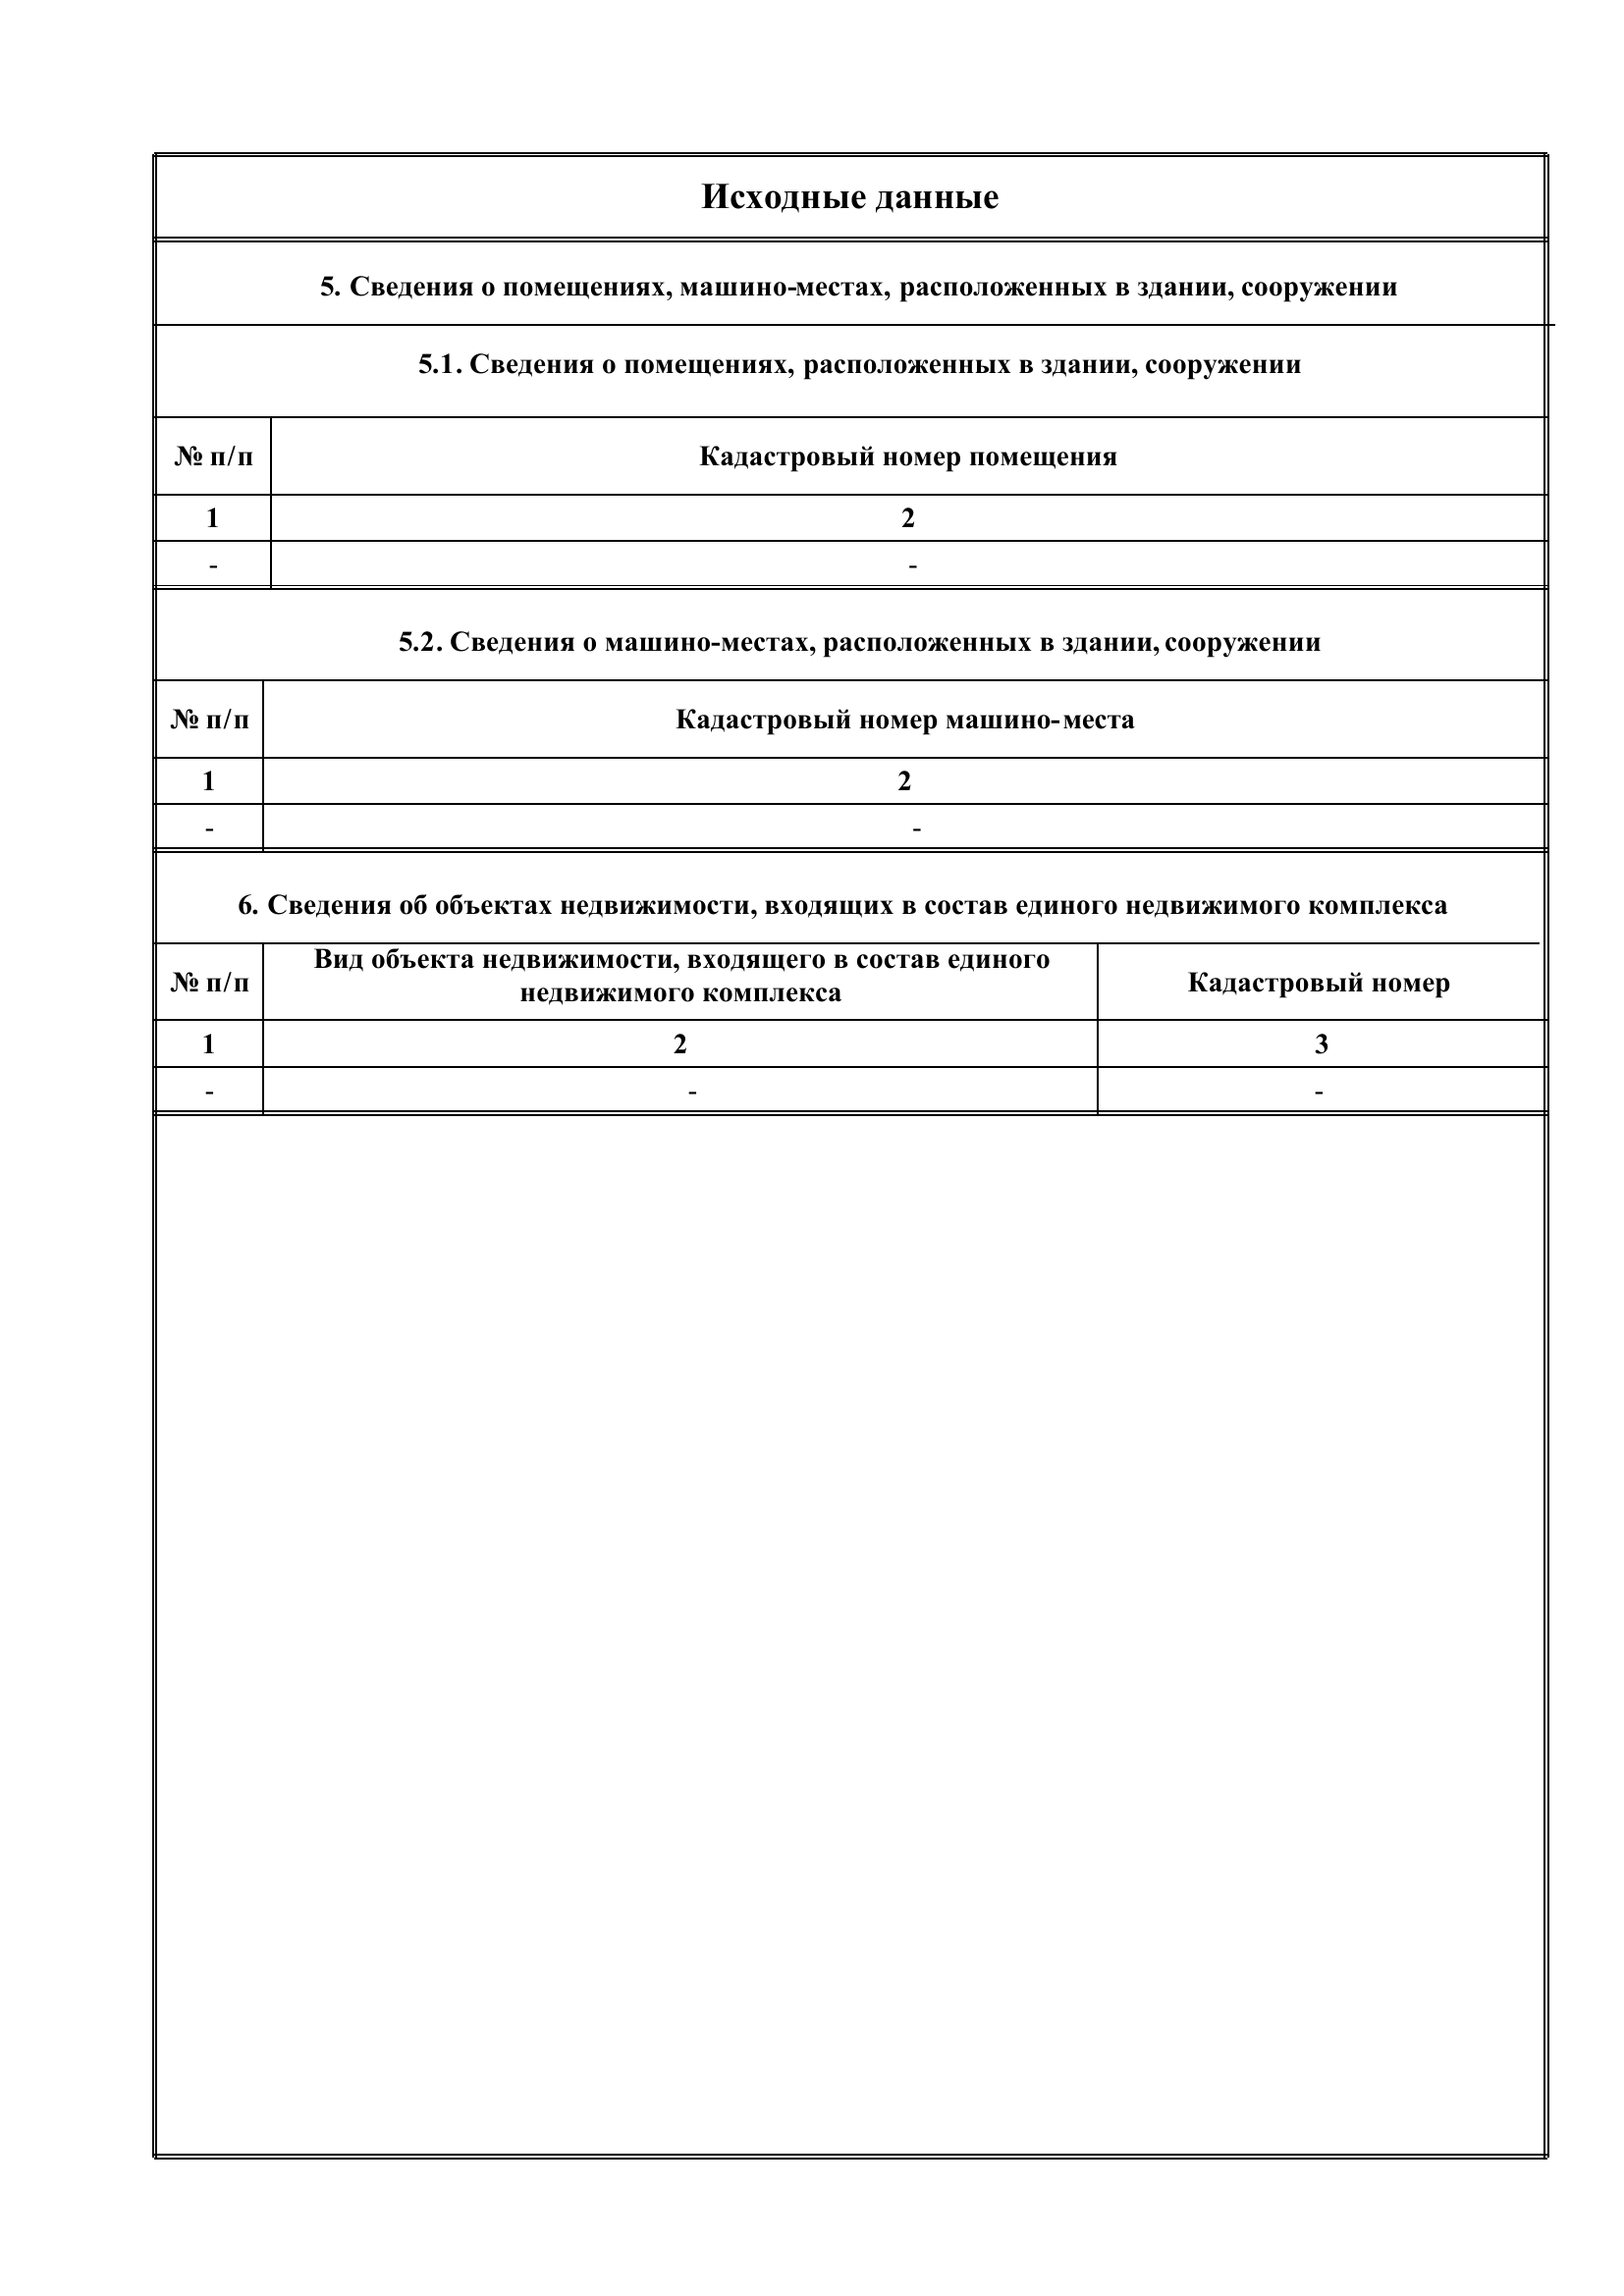 Исходные данные
5. Сведения о помещениях, машино-местах, расположенных в здании, сооружении
5.1. Сведения о помещениях, расположенных в здании, сооружении
№ п/п Кадастровый номер помещения
1 2
- -
5.2. Сведения о машино-местах, расположенных в здании, сооружении
№ п/п Кадастровый номер машино-места
1 2
- -
6. Сведения об объектах недвижимости, входящих в состав единого недвижимого комплекса
№ п/п Вид объекта недвижимости, входящего в состав единого
недвижимого комплекса Кадастровый номер
1 2 3
- - -